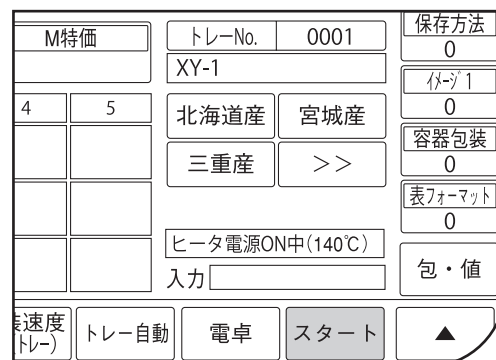 M特価
トレーNo. 0001
XY-1
4 5
北海道産 宮城産
三重産 >>
ヒータ電源ON中(140℃)
入力
保存方法
0
イメージ1
0
容器包装
0
表フォーマット
0
包・値
速度
(トレー)
トレー自動
電卓
スタート
▲